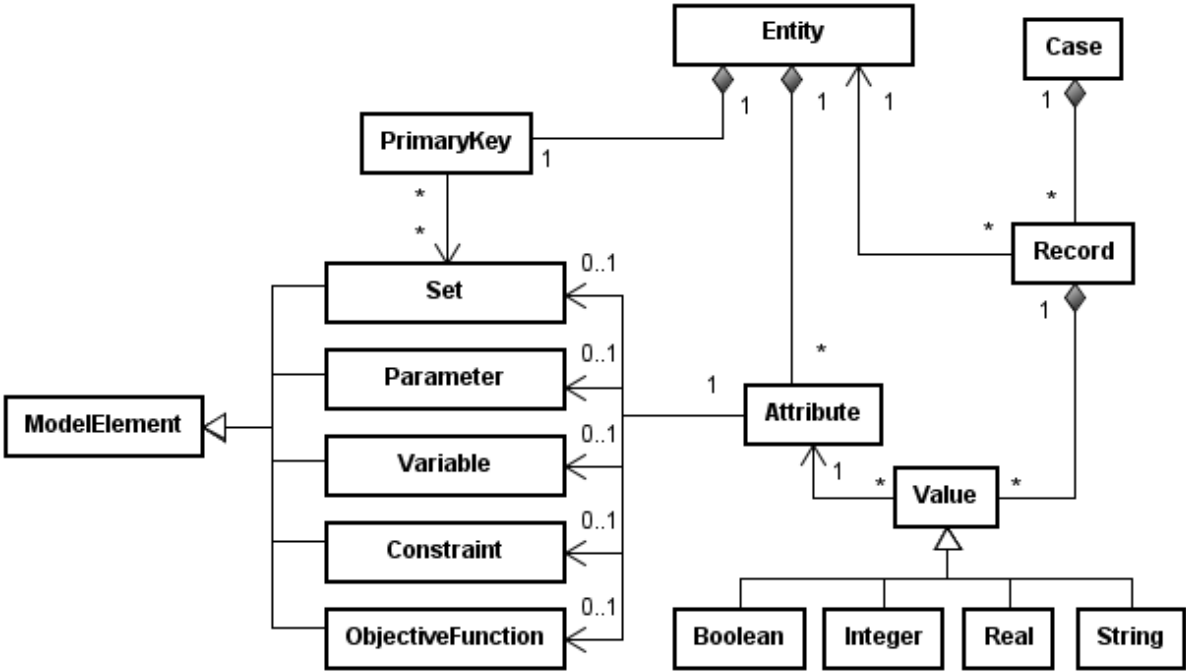 Entity
Case
1
1
1
1
PrimaryKey
1
*
*
*
*
Record
0..1
Set
1
0..1
Parameter
*
1
ModelElement
Attribute
0..1
Variable
1
*
Value
*
0..1
Constraint
0..1
ObjectiveFunction
Boolean
Integer
Real
String